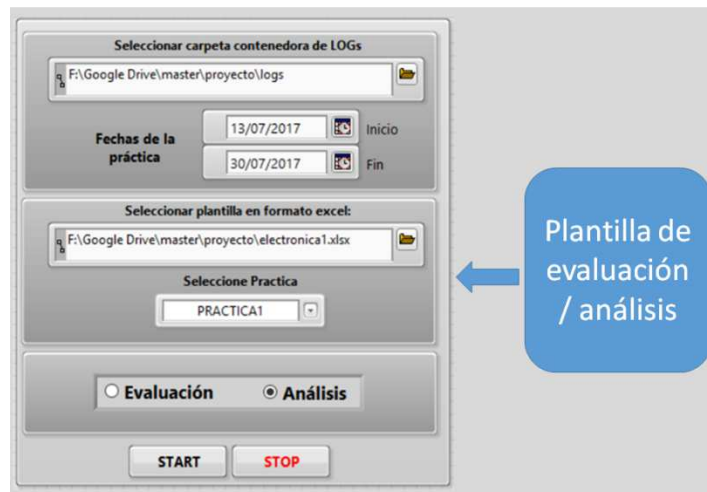 Seleccionar carpeta contenedora de LOGs
F:\Google Drive\master\proyecto\logs
Fechas de la
práctica
13/07/2017 Inicio
30/07/2017 Fin
Seleccionar plantilla en formato excel:
F:\Google Drive\master\proyecto\electronica1.xlsx
Seleccione Practica
PRACTICA1
Evaluación Análisis
START STOP
Plantilla de
evaluación
/ análisis